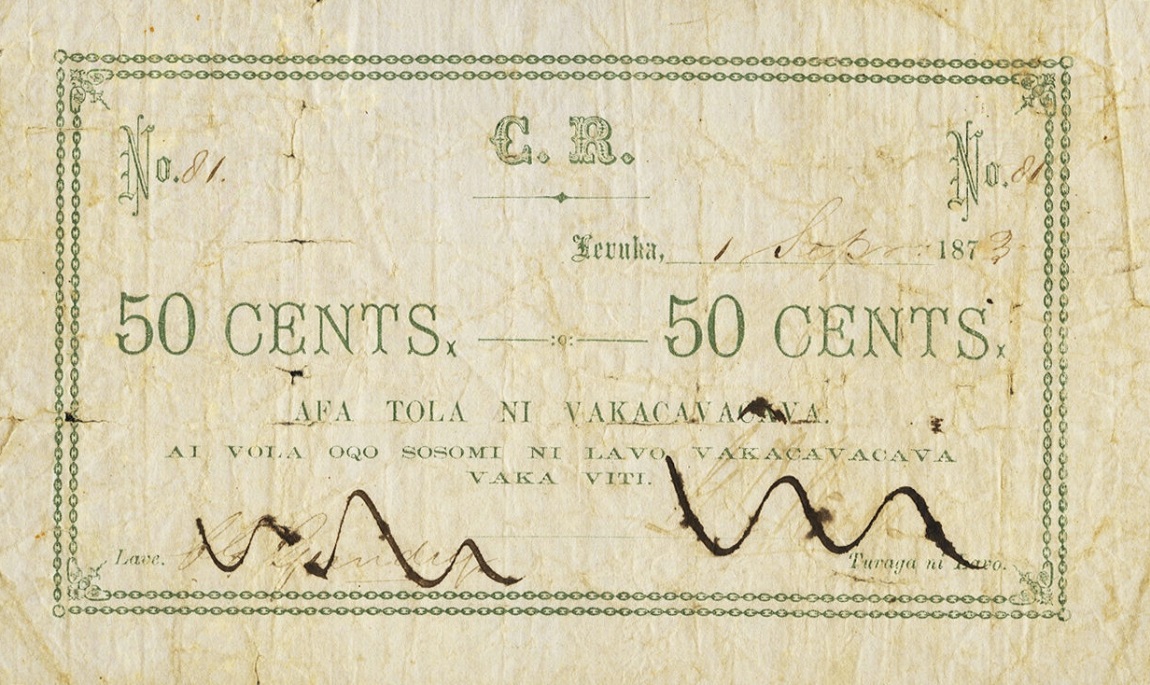 C. R.
No. 81. No. 81
Levuka, 1 Sep 1873
50 CENTS. 50 CENTS.
AFA TOLA NI VAKACAVACAVA.
AI VOLA OQO SOSOMI NI LAVO VAKACAVACAVA
VAKA VITI.
Lave. Turaga ni Lavo.